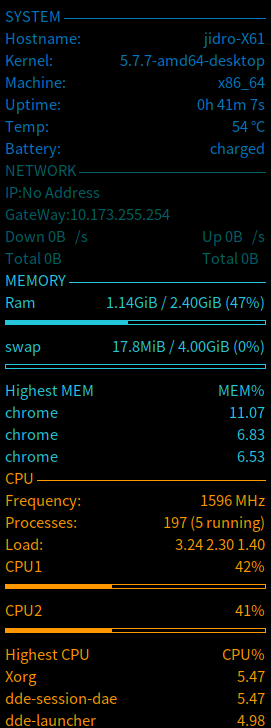 SYSTEM
Hostname: jidro-X61
Kernel: 5.7.7-amd64-desktop
Machine: x86_64
Uptime: 0h 41m 7s
Temp: 54 °C
Battery: charged
NETWORK
IP:No Address
GateWay:10.173.255.254
Down 0B /s Up 0B /s
Total 0B Total 0B
MEMORY
Ram 1.14GiB / 2.40GiB (47%)
swap 17.8MiB / 4.00GiB (0%)
Highest MEM MEM%
chrome 11.07
chrome 6.83
chrome 6.53
CPU
Frequency: 1596 MHz
Processes: 197 (5 running)
Load: 3.24 2.30 1.40
CPU1 42%
CPU2 41%
Highest CPU CPU%
Xorg 5.47
dde-session-dae 5.47
dde-launcher 4.98